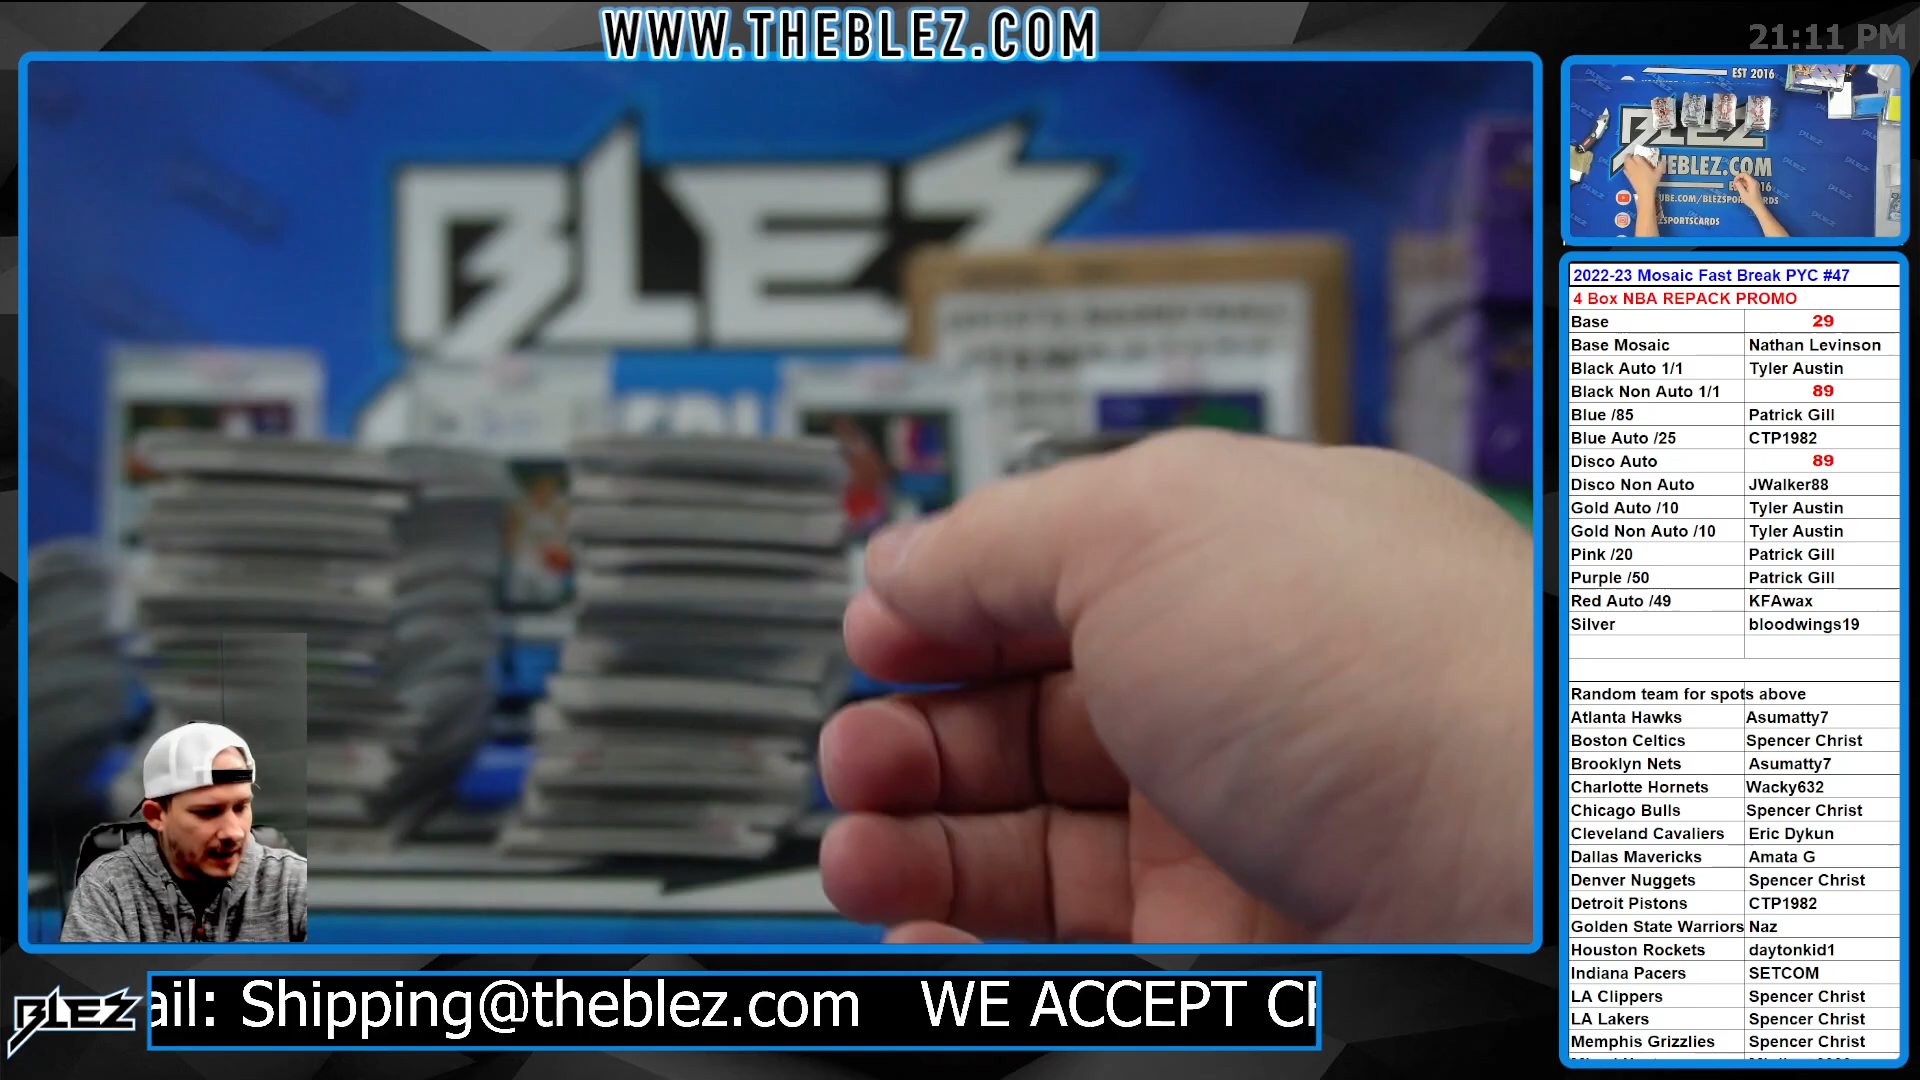 WWW.THEBLEZ.COM
21:11 PM
BLEZ
EST 2016
BLEZ
THEBLEZ.COM
2022-23 Mosaic Fast Break PYC #47
4 Box NBA REPACK PROMO
Base 29
Base Mosaic Nathan Levinson
Black Auto 1/1 Tyler Austin
Black Non Auto 1/1 89
Blue /85 Patrick Gill
Blue Auto /25 CTP1982
Disco Auto 89
Disco Non Auto JWalker88
Gold Auto /10 Tyler Austin
Gold Non Auto /10 Tyler Austin
Pink /20 Patrick Gill
Purple /50 Patrick Gill
Red Auto /49 KFAwax
Silver bloodwings19
Random team for spots above
Atlanta Hawks Asumatty7
Boston Celtics Spencer Christ
Brooklyn Nets Asumatty7
Charlotte Hornets Wacky632
Chicago Bulls Spencer Christ
Cleveland Cavaliers Eric Dykun
Dallas Mavericks Amata G
Denver Nuggets Spencer Christ
Detroit Pistons CTP1982
Golden State Warriors Naz
Houston Rockets daytonkid1
Indiana Pacers SETCOM
LA Clippers Spencer Christ
LA Lakers Spencer Christ
Memphis Grizzlies Spencer Christ
BLEZ
ail: Shipping@theblez.com WE ACCEPT